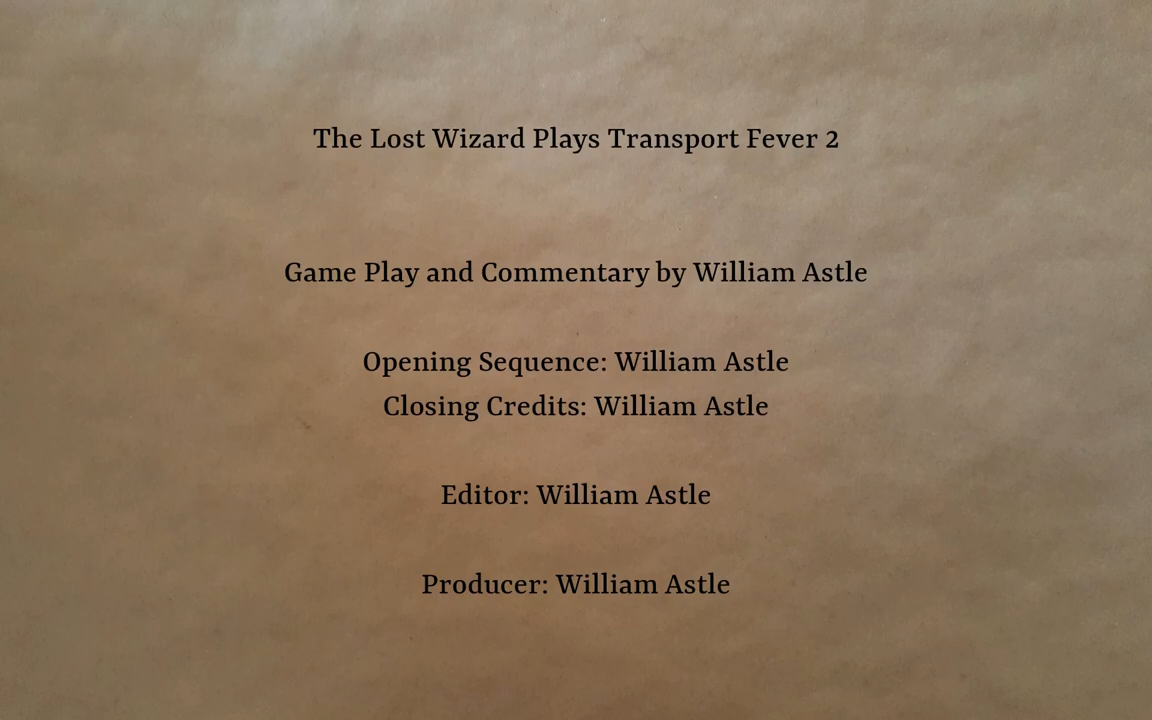 The Lost Wizard Plays Transport Fever 2
Game Play and Commentary by William Astle
Opening Sequence: William Astle
Closing Credits: William Astle
Editor: William Astle
Producer: William Astle